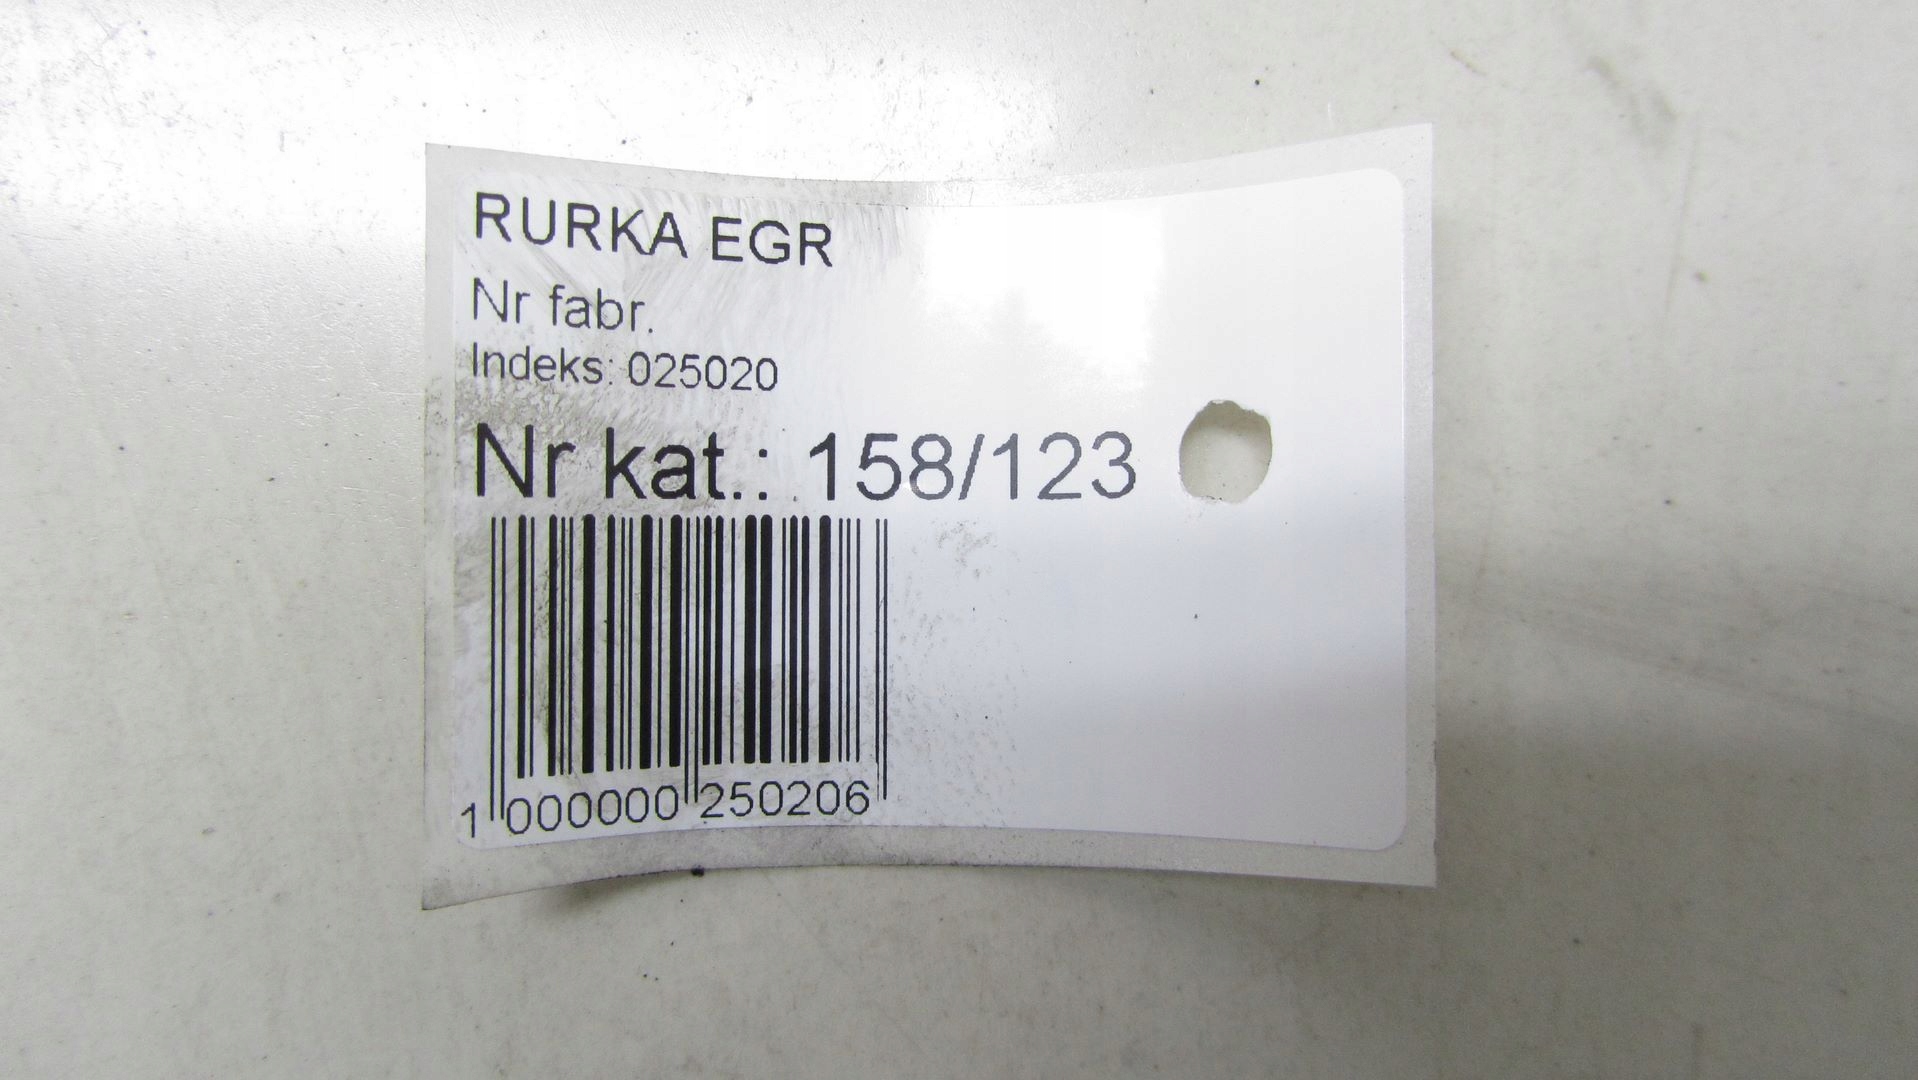 RURKA EGR
Nr fabr.
Indeks: 025020
Nr kat.: 158/123
1 000000 250206